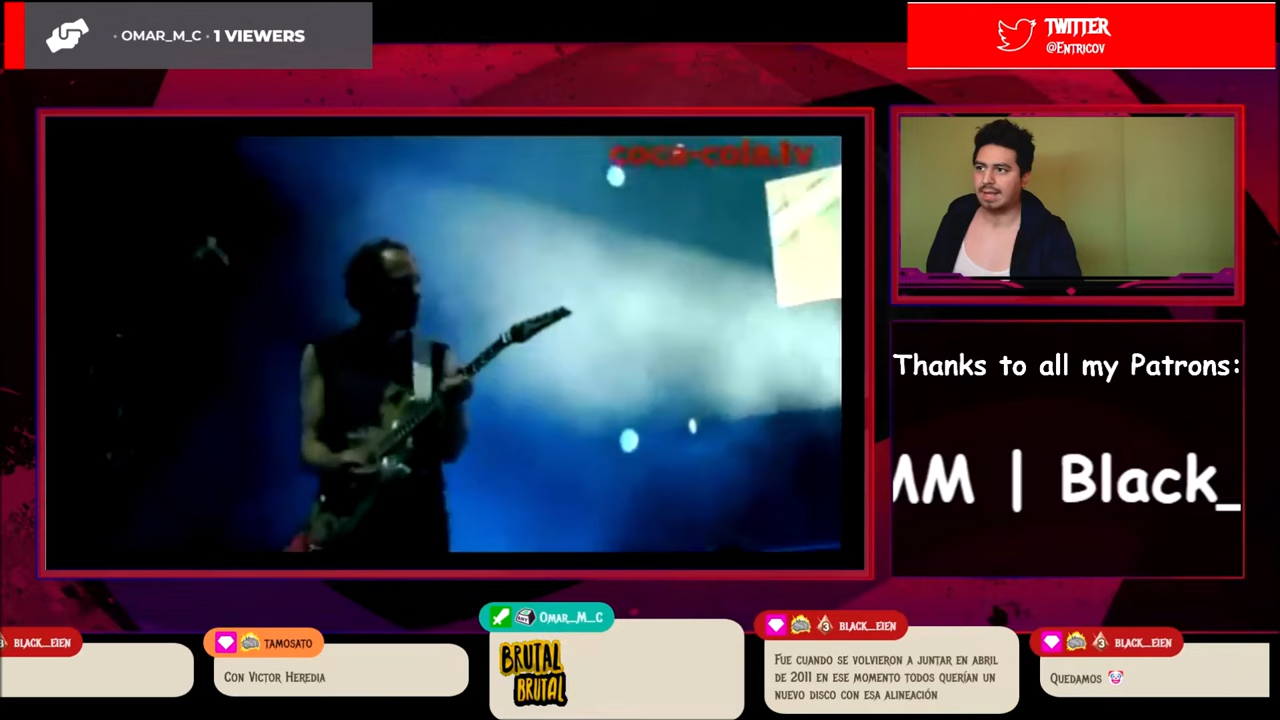 • OMAR_M_C • 1 VIEWERS
TWITTER
@ENTRICOV
coca-cola.tv
Thanks to all my Patrons:
MM | Black_
3 BLACK_EIEN
TAMOSATO
CON VICTOR HEREDIA
OMAR_M_C
BRUTAL
BRUTAL
3 BLACK_EIEN
FUE CUANDO SE VOLVIERON A JUNTAR EN ABRIL
DE 2011 EN ESE MOMENTO TODOS QUERÍAN UN
NUEVO DISCO CON ESA ALINEACIÓN
3 BLACK_EIEN
QUEDAMOS 🤡